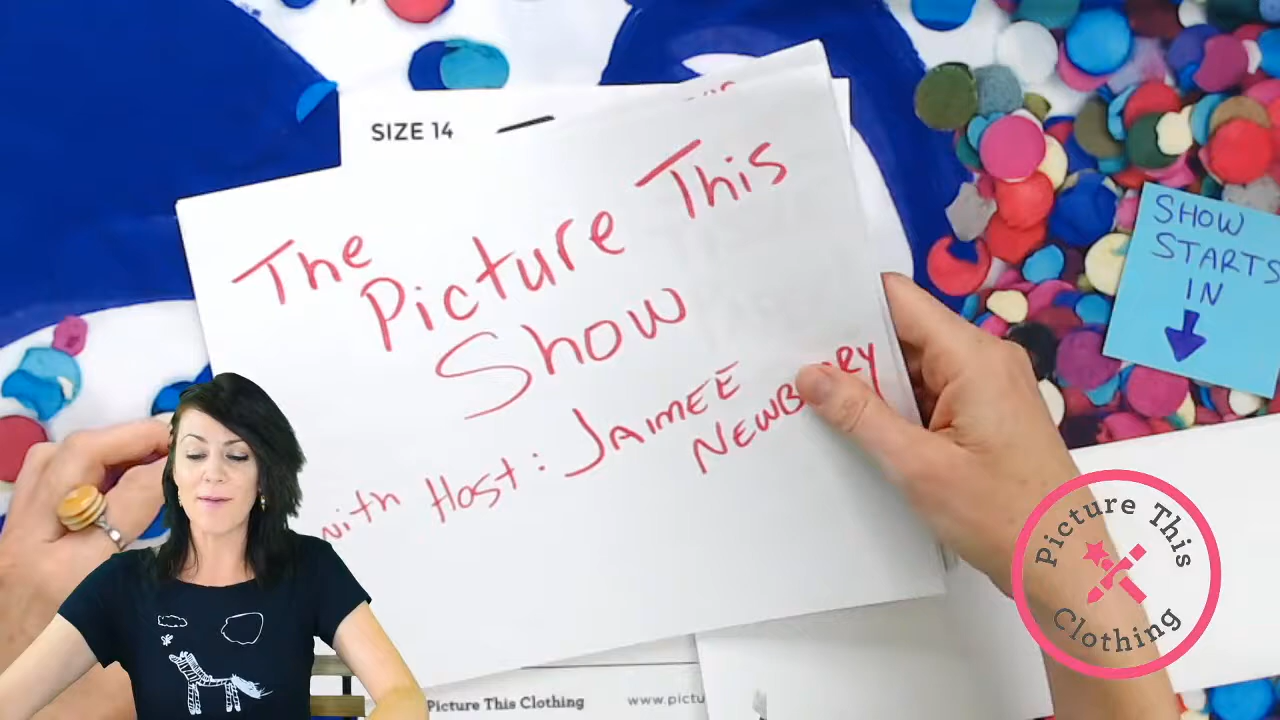 SIZE 14
The
Picture This
Show
with Host: JAIMEE
SHOW
STARTS
IN
Picture This
Clothing
Picture This Clothing